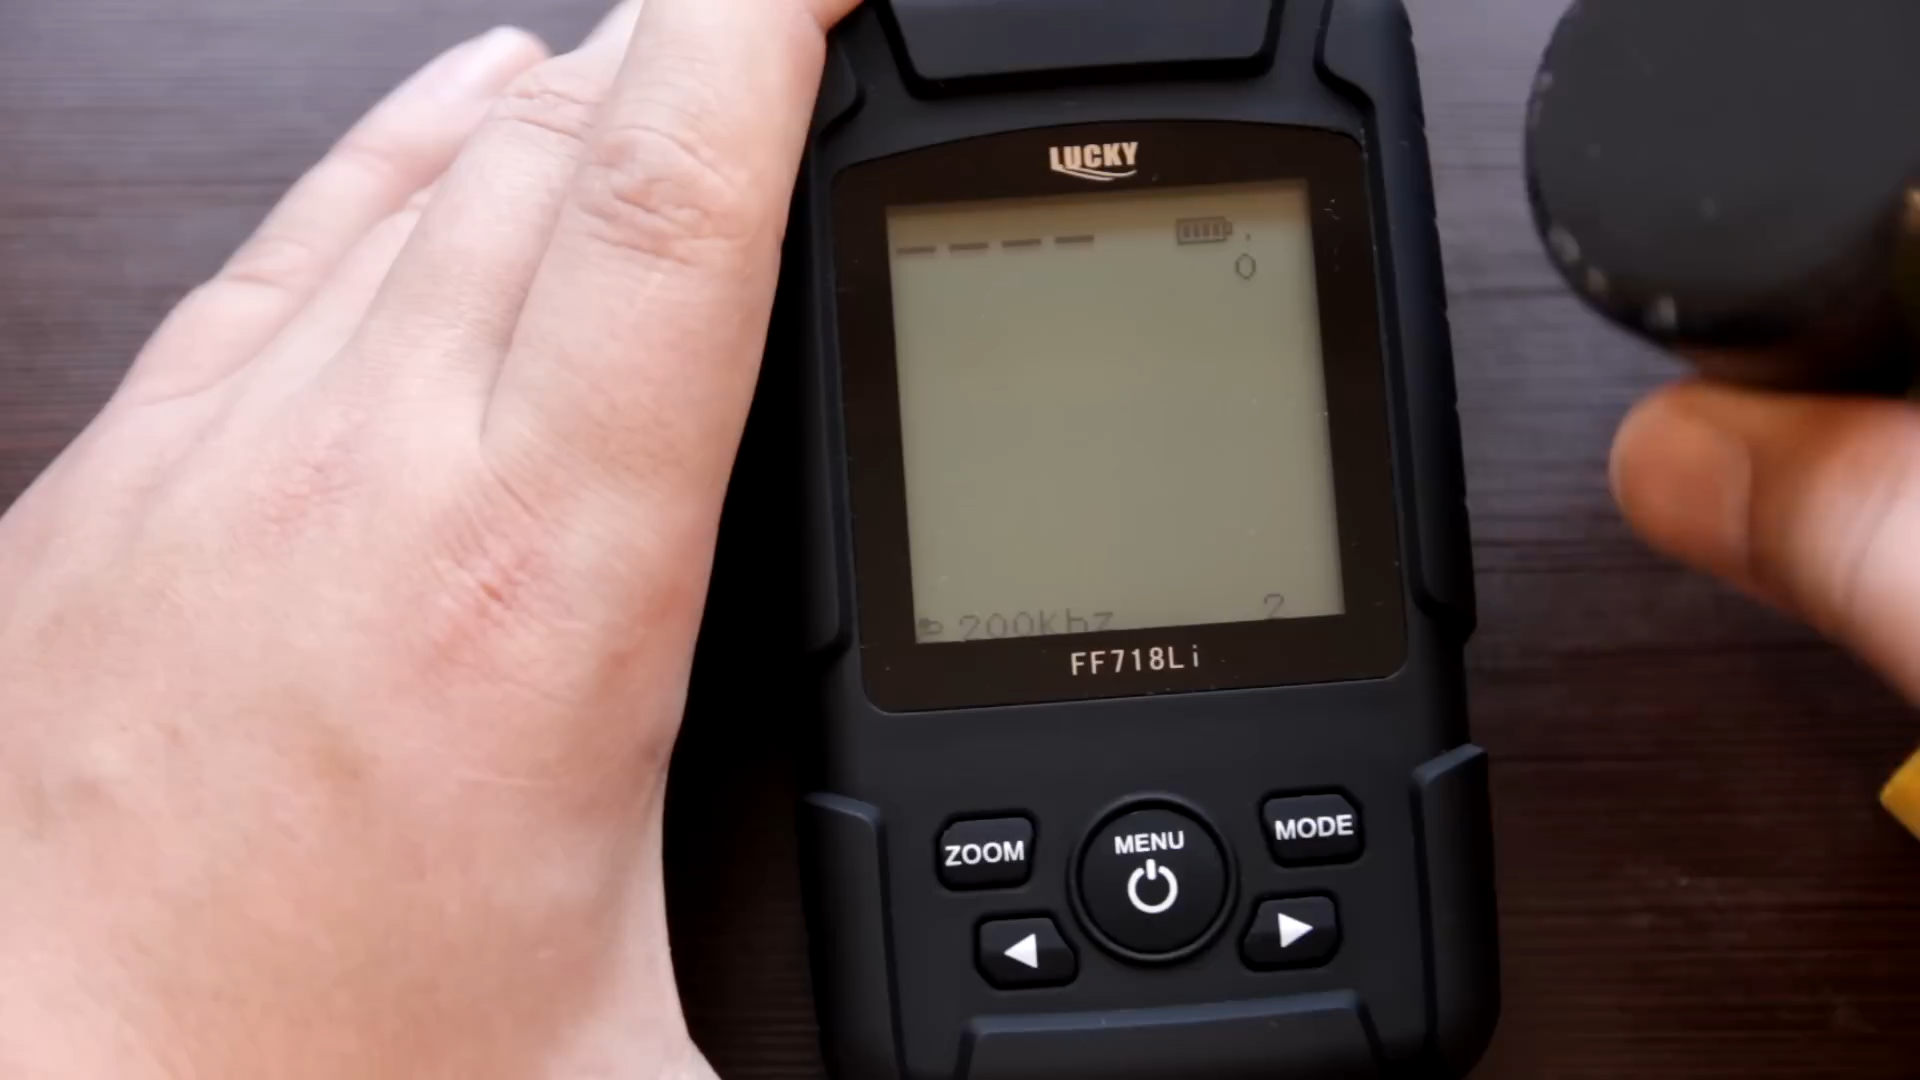 LUCKY
– – – –
0
200Khz 2
FF718Li
ZOOM
MENU
MODE